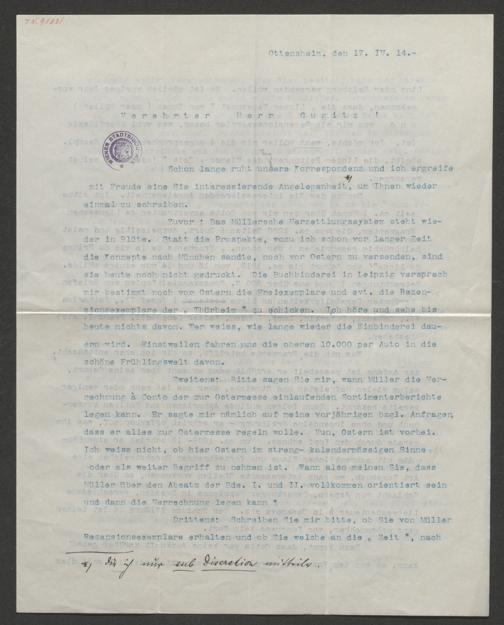 Ottensheim, den 17. IV. 14.-
Verehrter Herr Gugitz !
Schon lange ruht unsere Korrespondenz und ich ergreife
mit Freude eine Sie interessierende Angelegenheit, um Ihnen wieder
einmal zu schreiben.
Zuvor : Das Müllersche Verzettlungssystem steht wie-
der in Blüte. Statt die Prospekte, wozu ich schon vor langer Zeit
die Konzepte nach München sandte, noch vor Ostern zu versenden, sind
sie heute noch nicht gedruckt. Die Buchbinderei in Leipzig versprach
mir bestimmt noch vor Ostern die Freiexemplare und evt. die Rezen-
sionsexemplare der „ Thürheim " zu schicken. Ich höre und sehe bis
heute nichts davon. Wer weiss, wie lange wieder die Einbinderei dau-
ern wird. Einstweilen fahren uns die oberen 10.000 per Auto in die
schöne Frühlingswelt davon.
Zweitens: Bitte sagen Sie mir, wann Müller die Ver-
rechnung à Conto der zur Ostermesse einlaufenden Sortimenterberichte
legen kann. Er sagte mir nämlich auf meine vorjährigen bzgl. Anfragen,
dass er alles zur Ostermesse regeln wolle. Nun, Ostern ist vorbei.
Ich weiss nicht, ob hier Ostern im streng- kalendermässigen Sinne
oder als weiter Begriff zu nehmen ist. Wann also meinen Sie, dass
Müller über den Absatz der Bde. I. und II. vollkommen orientiert sein
und dann die Verrechnung legen kann "
Drittens: Schreiben Sie mir bitte, ob Sie von Müller
Rezensionsexemplare erhalten und ob Sie welche an die „ Zeit ", nach
x) die ich nur sub Discretion mitteile.